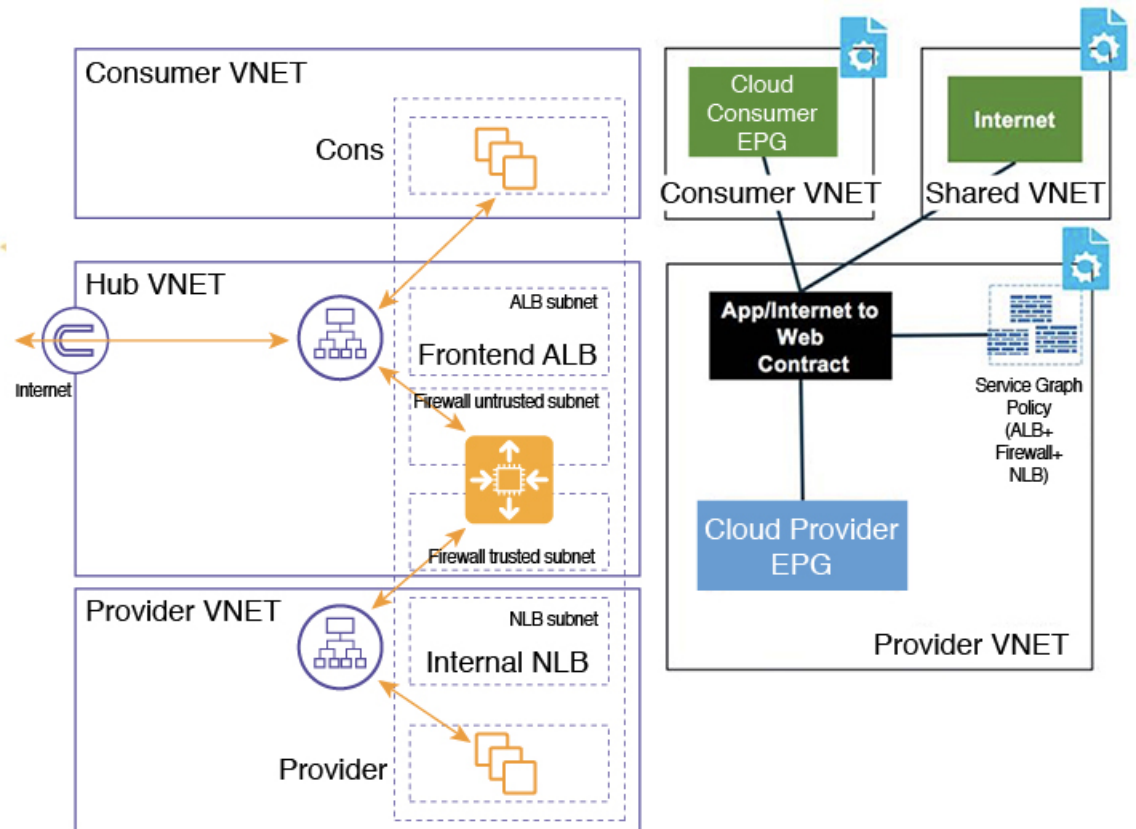 Consumer VNET
Cons
Hub VNET
Internet
ALB subnet
Frontend ALB
Firewall untrusted subnet
Firewall trusted subnet
Provider VNET
NLB subnet
Internal NLB
Provider
Cloud
Consumer
EPG
Consumer VNET
Internet
Shared VNET
App/Internet to
Web
Contract
Service Graph
Policy
(ALB+
Firewall+
NLB)
Cloud Provider
EPG
Provider VNET